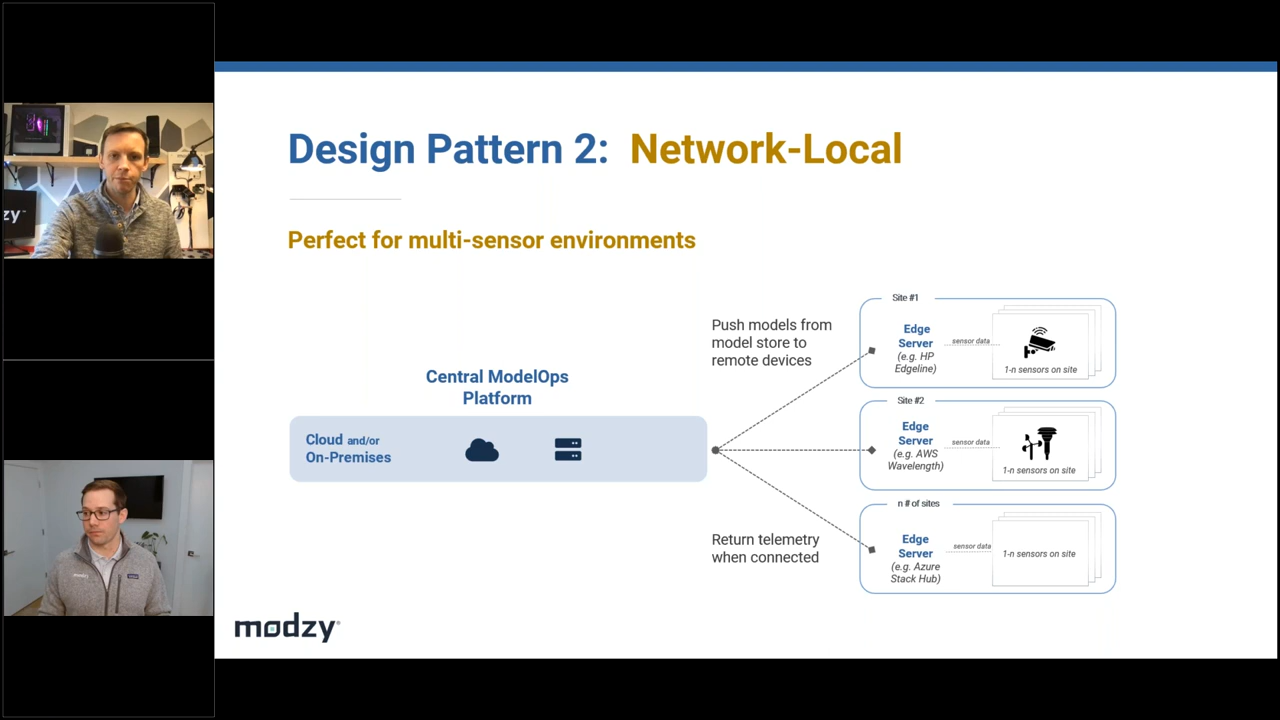 Design Pattern 2: Network-Local
Perfect for multi-sensor environments
Push models from
model store to
remote devices
Central ModelOps
Platform
Cloud and/or
On-Premises
Return telemetry
when connected
Site #1
Edge
Server
(e.g. HP
Edgeline)
sensor data
1-n sensors on site
Site #2
Edge
Server
(e.g. AWS
Wavelength)
sensor data
1-n sensors on site
n # of sites
Edge
Server
(e.g. Azure
Stack Hub)
sensor data
1-n sensors on site
modzy®
zy